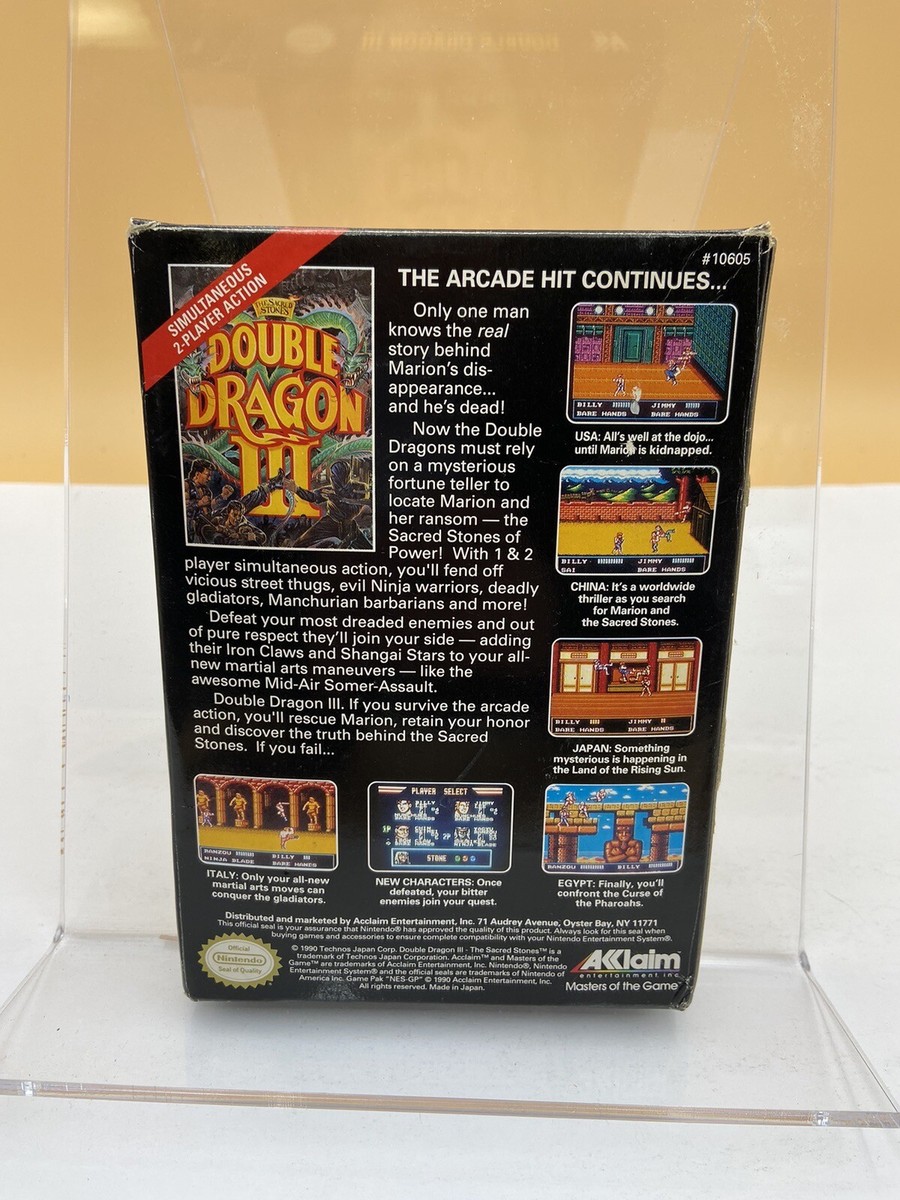 #10605
SIMULTANEOUS
2-PLAYER ACTION
THE SACRED
STONES
DOUBLE
DRAGON
III
THE ARCADE HIT CONTINUES...
Only one man
knows the real
story behind
Marion's dis-
appearance...
and he's dead!
Now the Double
Dragons must rely
on a mysterious
fortune teller to
locate Marion and
her ransom — the
Sacred Stones of
Power! With 1 & 2
player simultaneous action, you'll fend off
vicious street thugs, evil Ninja warriors, deadly
gladiators, Manchurian barbarians and more!
Defeat your most dreaded enemies and out
of pure respect they'll join your side — adding
their Iron Claws and Shangai Stars to your all-
new martial arts maneuvers — like the
awesome Mid-Air Somer-Assault.
Double Dragon III. If you survive the arcade
action, you'll rescue Marion, retain your honor
and discover the truth behind the Sacred
Stones. If you fail...
BILLY JIMMY
BARE HANDS BARE HANDS
USA: All's well at the dojo...
until Marion is kidnapped.
BILLY JIMMY
SAI BARE HANDS
CHINA: It's a worldwide
thriller as you search
for Marion and
the Sacred Stones.
BILLY JIMMY
BARE HANDS BARE HANDS
JAPAN: Something
mysterious is happening in
the Land of the Rising Sun.
RANZOU BILLY
NINJA BLADE BARE HANDS
ITALY: Only your all-new
martial arts moves can
conquer the gladiators.
PLAYER SELECT
1P
2P
STONE
NEW CHARACTERS: Once
defeated, your bitter
enemies join your quest.
RANZOU BILLY
EGYPT: Finally, you'll
confront the Curse of
the Pharoahs.
Distributed and marketed by Acclaim Entertainment, Inc. 71 Audrey Avenue, Oyster Bay, NY 11771
This official seal is your assurance that Nintendo® has approved the quality of this product. Always look for this seal when
buying games and accessories to ensure complete compatibility with your Nintendo Entertainment System®.
Official
Nintendo
Seal of Quality
© 1990 Technos Japan Corp. Double Dragon III - The Sacred Stones™ is a
trademark of Technos Japan Corporation. Acclaim™ and Masters of the
Game™ are trademarks of Acclaim Entertainment, Inc. Nintendo®, Nintendo
Entertainment System® and the official seals are trademarks of Nintendo of
America Inc. Game Pak "NES-GP" © 1990 Acclaim Entertainment, Inc.
All rights reserved. Made in Japan.
AKKlaim
entertainment inc.
Masters of the Game™